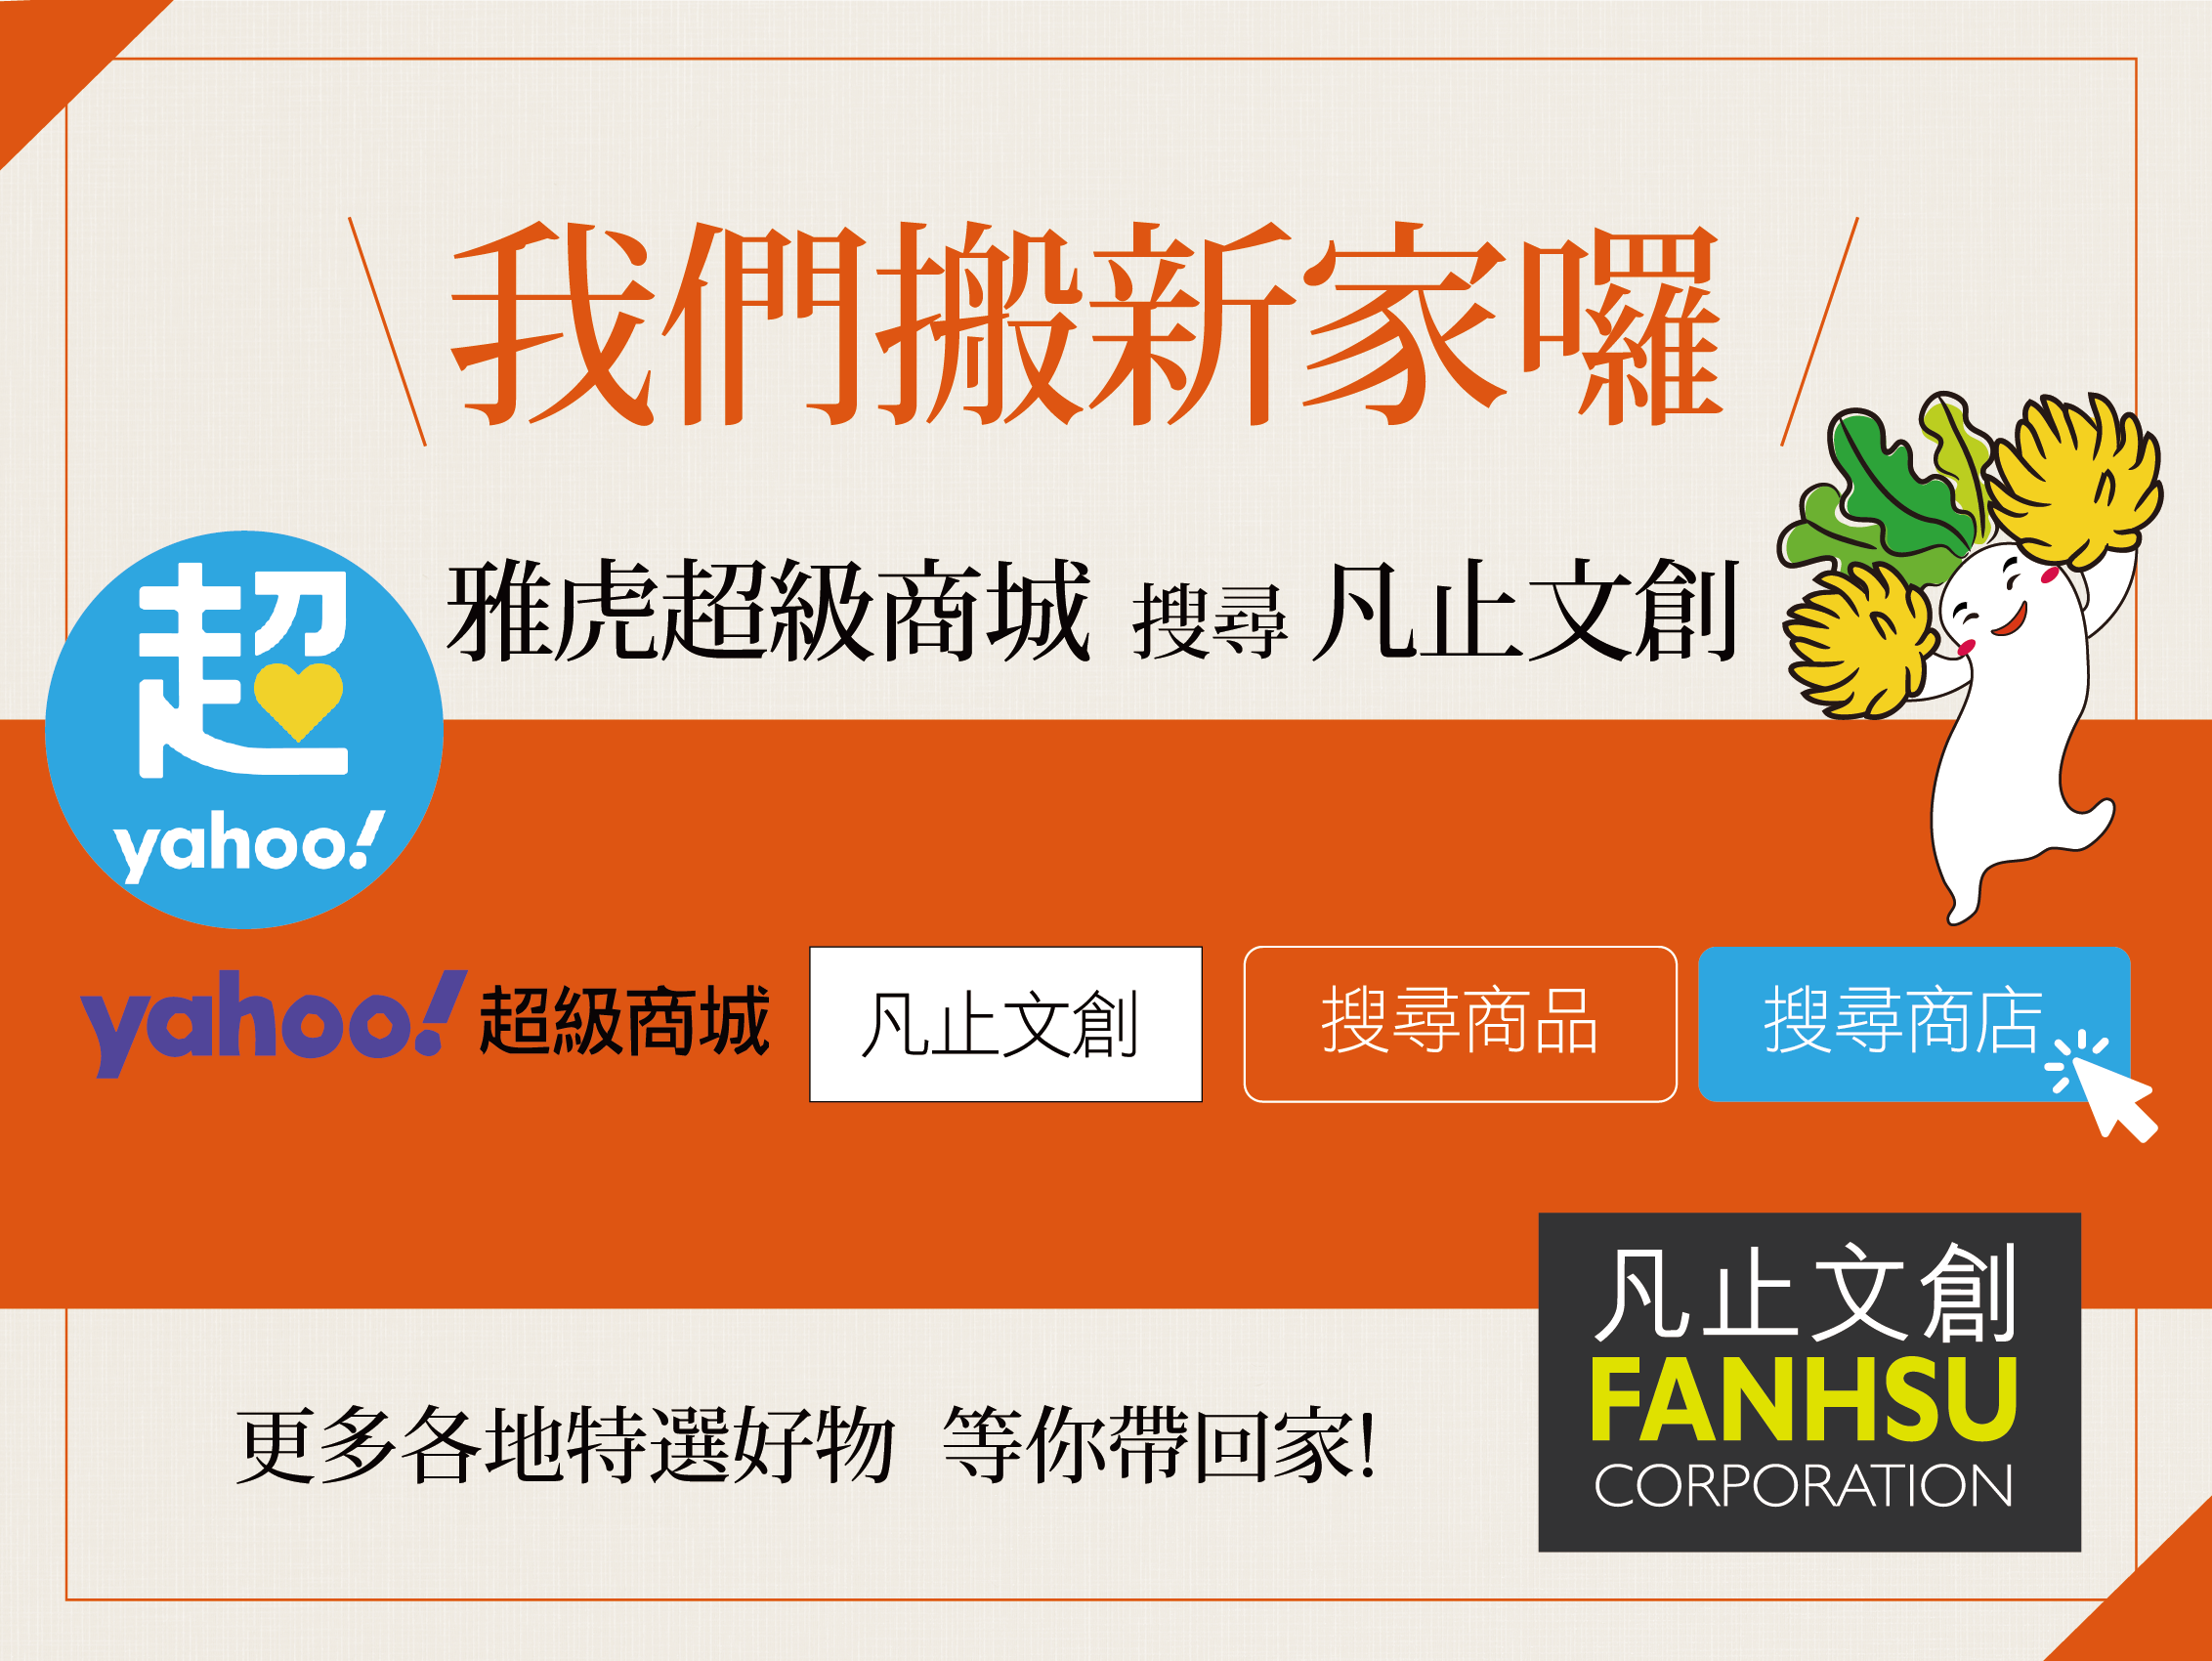 我們搬新家囉
雅虎超級商城 搜尋 凡止文創
超
yahoo!
yahoo! 超級商城 凡止文創 搜尋商品 搜尋商店
凡止文創
FANHSU
CORPORATION
更多各地特選好物 等你帶回家!